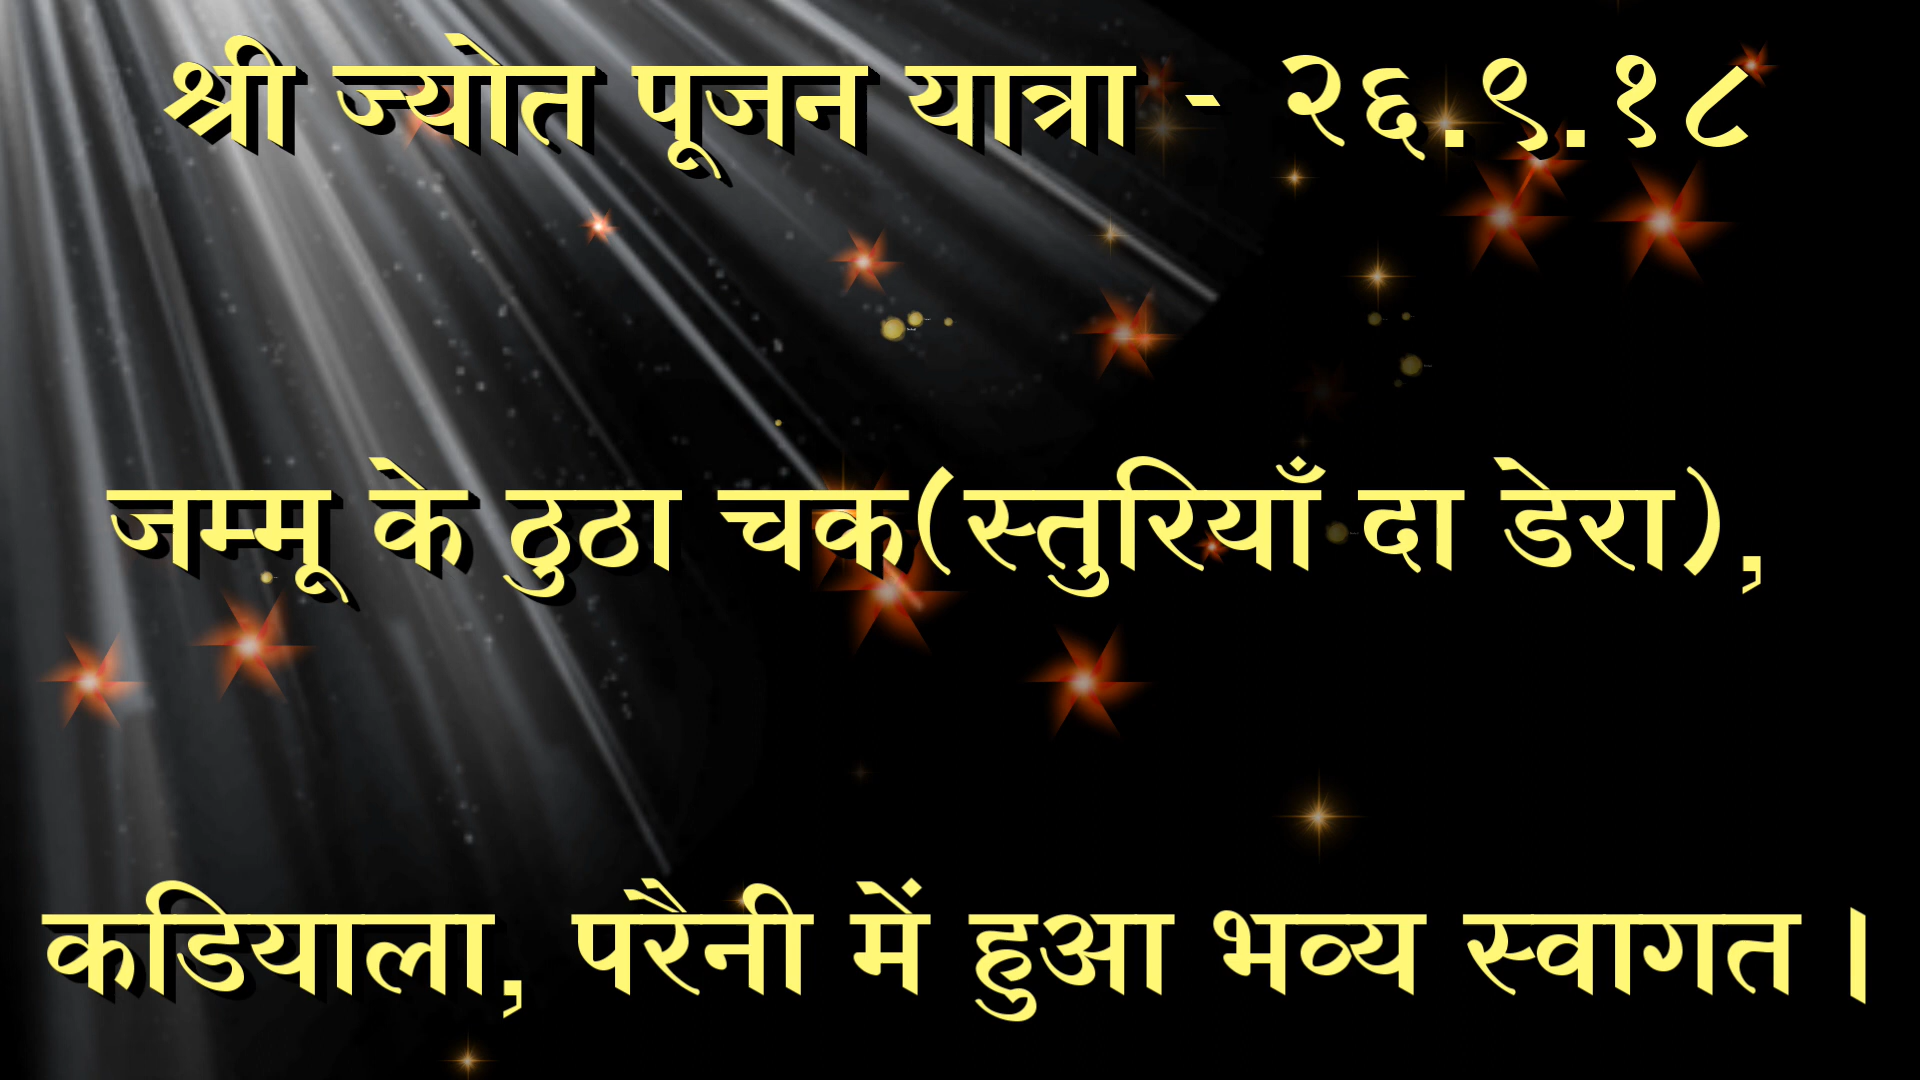 श्री ज्योत पूजन यात्रा - २६.९.१८
जम्मू के ठुठा चक(स्तुरियाँ दा डेरा),
कडियाला, परैनी में हुआ भव्य स्वागत ।